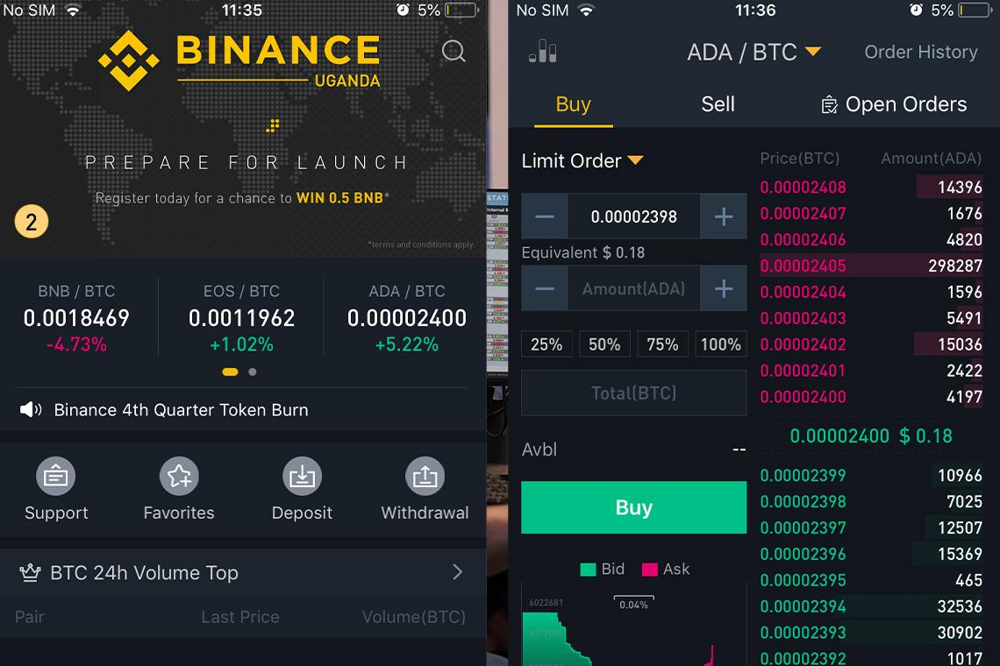 No SIM 11:35 5%
BINANCE
UGANDA
PREPARE FOR LAUNCH
Register today for a chance to WIN 0.5 BNB*
2
*terms and conditions apply.
BNB / BTC EOS / BTC ADA / BTC
0.0018469 0.0011962 0.00002400
-4.73% +1.02% +5.22%
Binance 4th Quarter Token Burn
Support Favorites Deposit Withdrawal
BTC 24h Volume Top
Pair Last Price Volume(BTC)
No SIM 11:36 5%
ADA / BTC Order History
Buy Sell Open Orders
Limit Order
0.00002398
Equivalent $ 0.18
Amount(ADA)
25% 50% 75% 100%
Total(BTC)
Avbl --
Buy
Bid Ask
6022681
0.04%
4517036
Price(BTC) Amount(ADA)
0.00002408 14396
0.00002407 1676
0.00002406 4820
0.00002405 298287
0.00002404 1596
0.00002403 5491
0.00002402 15036
0.00002401 2422
0.00002400 4197
0.00002400 $ 0.18
0.00002399 10966
0.00002398 7025
0.00002397 12507
0.00002396 15369
0.00002395 465
0.00002394 32536
0.00002393 30902
0.00002392 1017